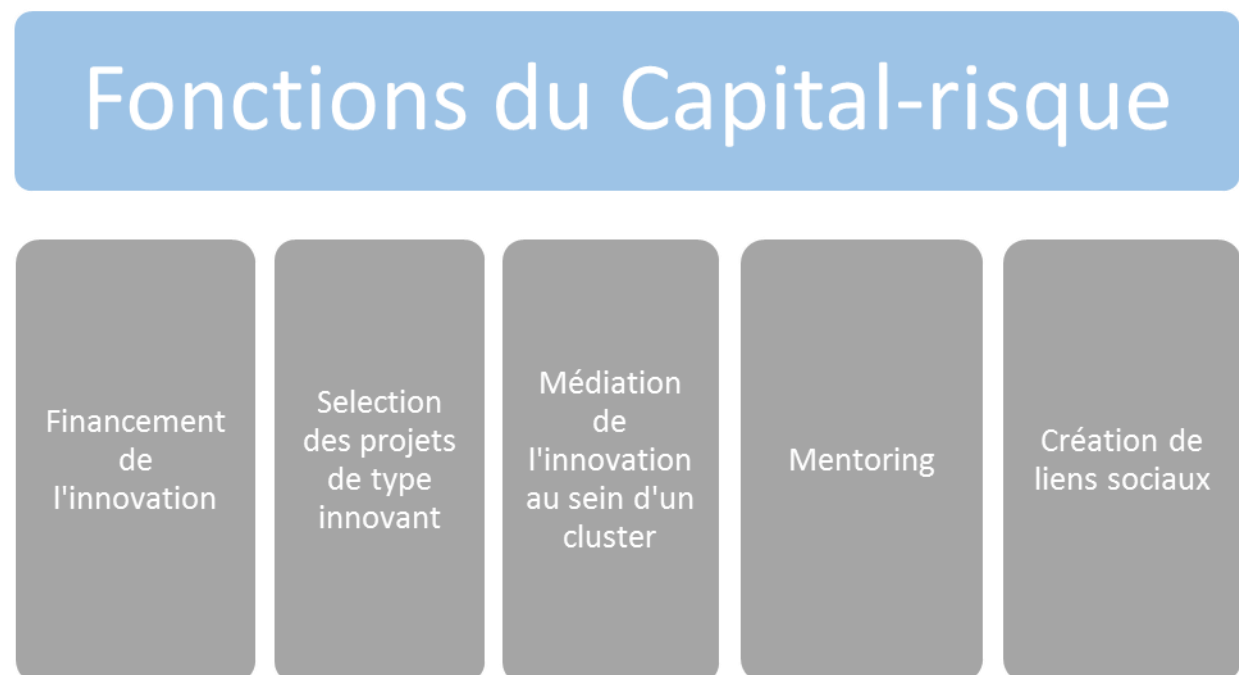 Fonctions du Capital-risque
Financement
de
l'innovation
Selection
des projets
de type
innovant
Médiation
de
l'innovation
au sein d'un
cluster
Mentoring
Création de
liens sociaux